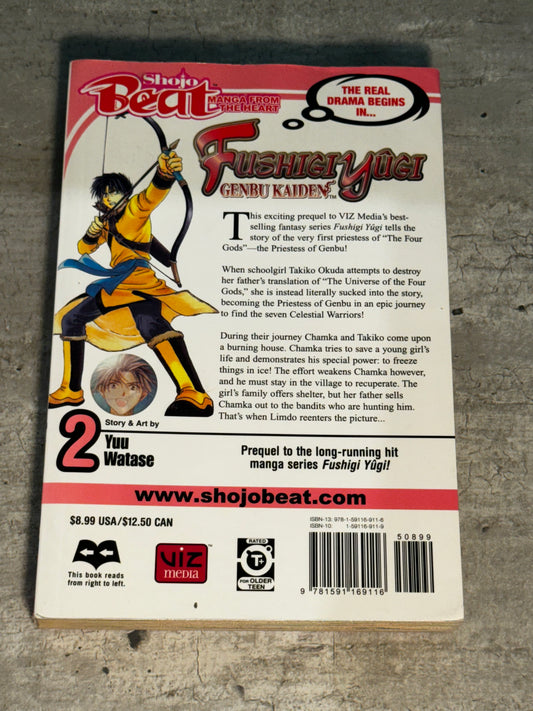 Shojo
Beat™
MANGA FROM
THE HEART
THE REAL
DRAMA BEGINS
IN...
FUSHIGI YÛGI
GENBU KAIDEN™
This exciting prequel to VIZ Media's best-
selling fantasy series Fushigi Yûgi tells the
story of the very first priestess of "The Four
Gods"—the Priestess of Genbu!
When schoolgirl Takiko Okuda attempts to destroy
her father's translation of "The Universe of the Four
Gods," she is instead literally sucked into the story,
becoming the Priestess of Genbu in an epic journey
to find the seven Celestial Warriors!
During their journey Chamka and Takiko come upon
a burning house. Chamka tries to save a young girl's
life and demonstrates his special power: to freeze
things in ice! The effort weakens Chamka however,
and he must stay in the village to recuperate. The
girl's family offers shelter, but her father sells
Chamka out to the bandits who are hunting him.
That's when Limdo reenters the picture...
2
Story & Art by
Yuu
Watase
Prequel to the long-running hit
manga series Fushigi Yûgi!
www.shojobeat.com
$8.99 USA/$12.50 CAN
This book reads
from right to left.
VIZ
MEDIA
RATED
T+
FOR OLDER
TEEN
ISBN-13: 978-1-59116-911-6
ISBN-10: 1-59116-911-9
50899
9 781591 169116